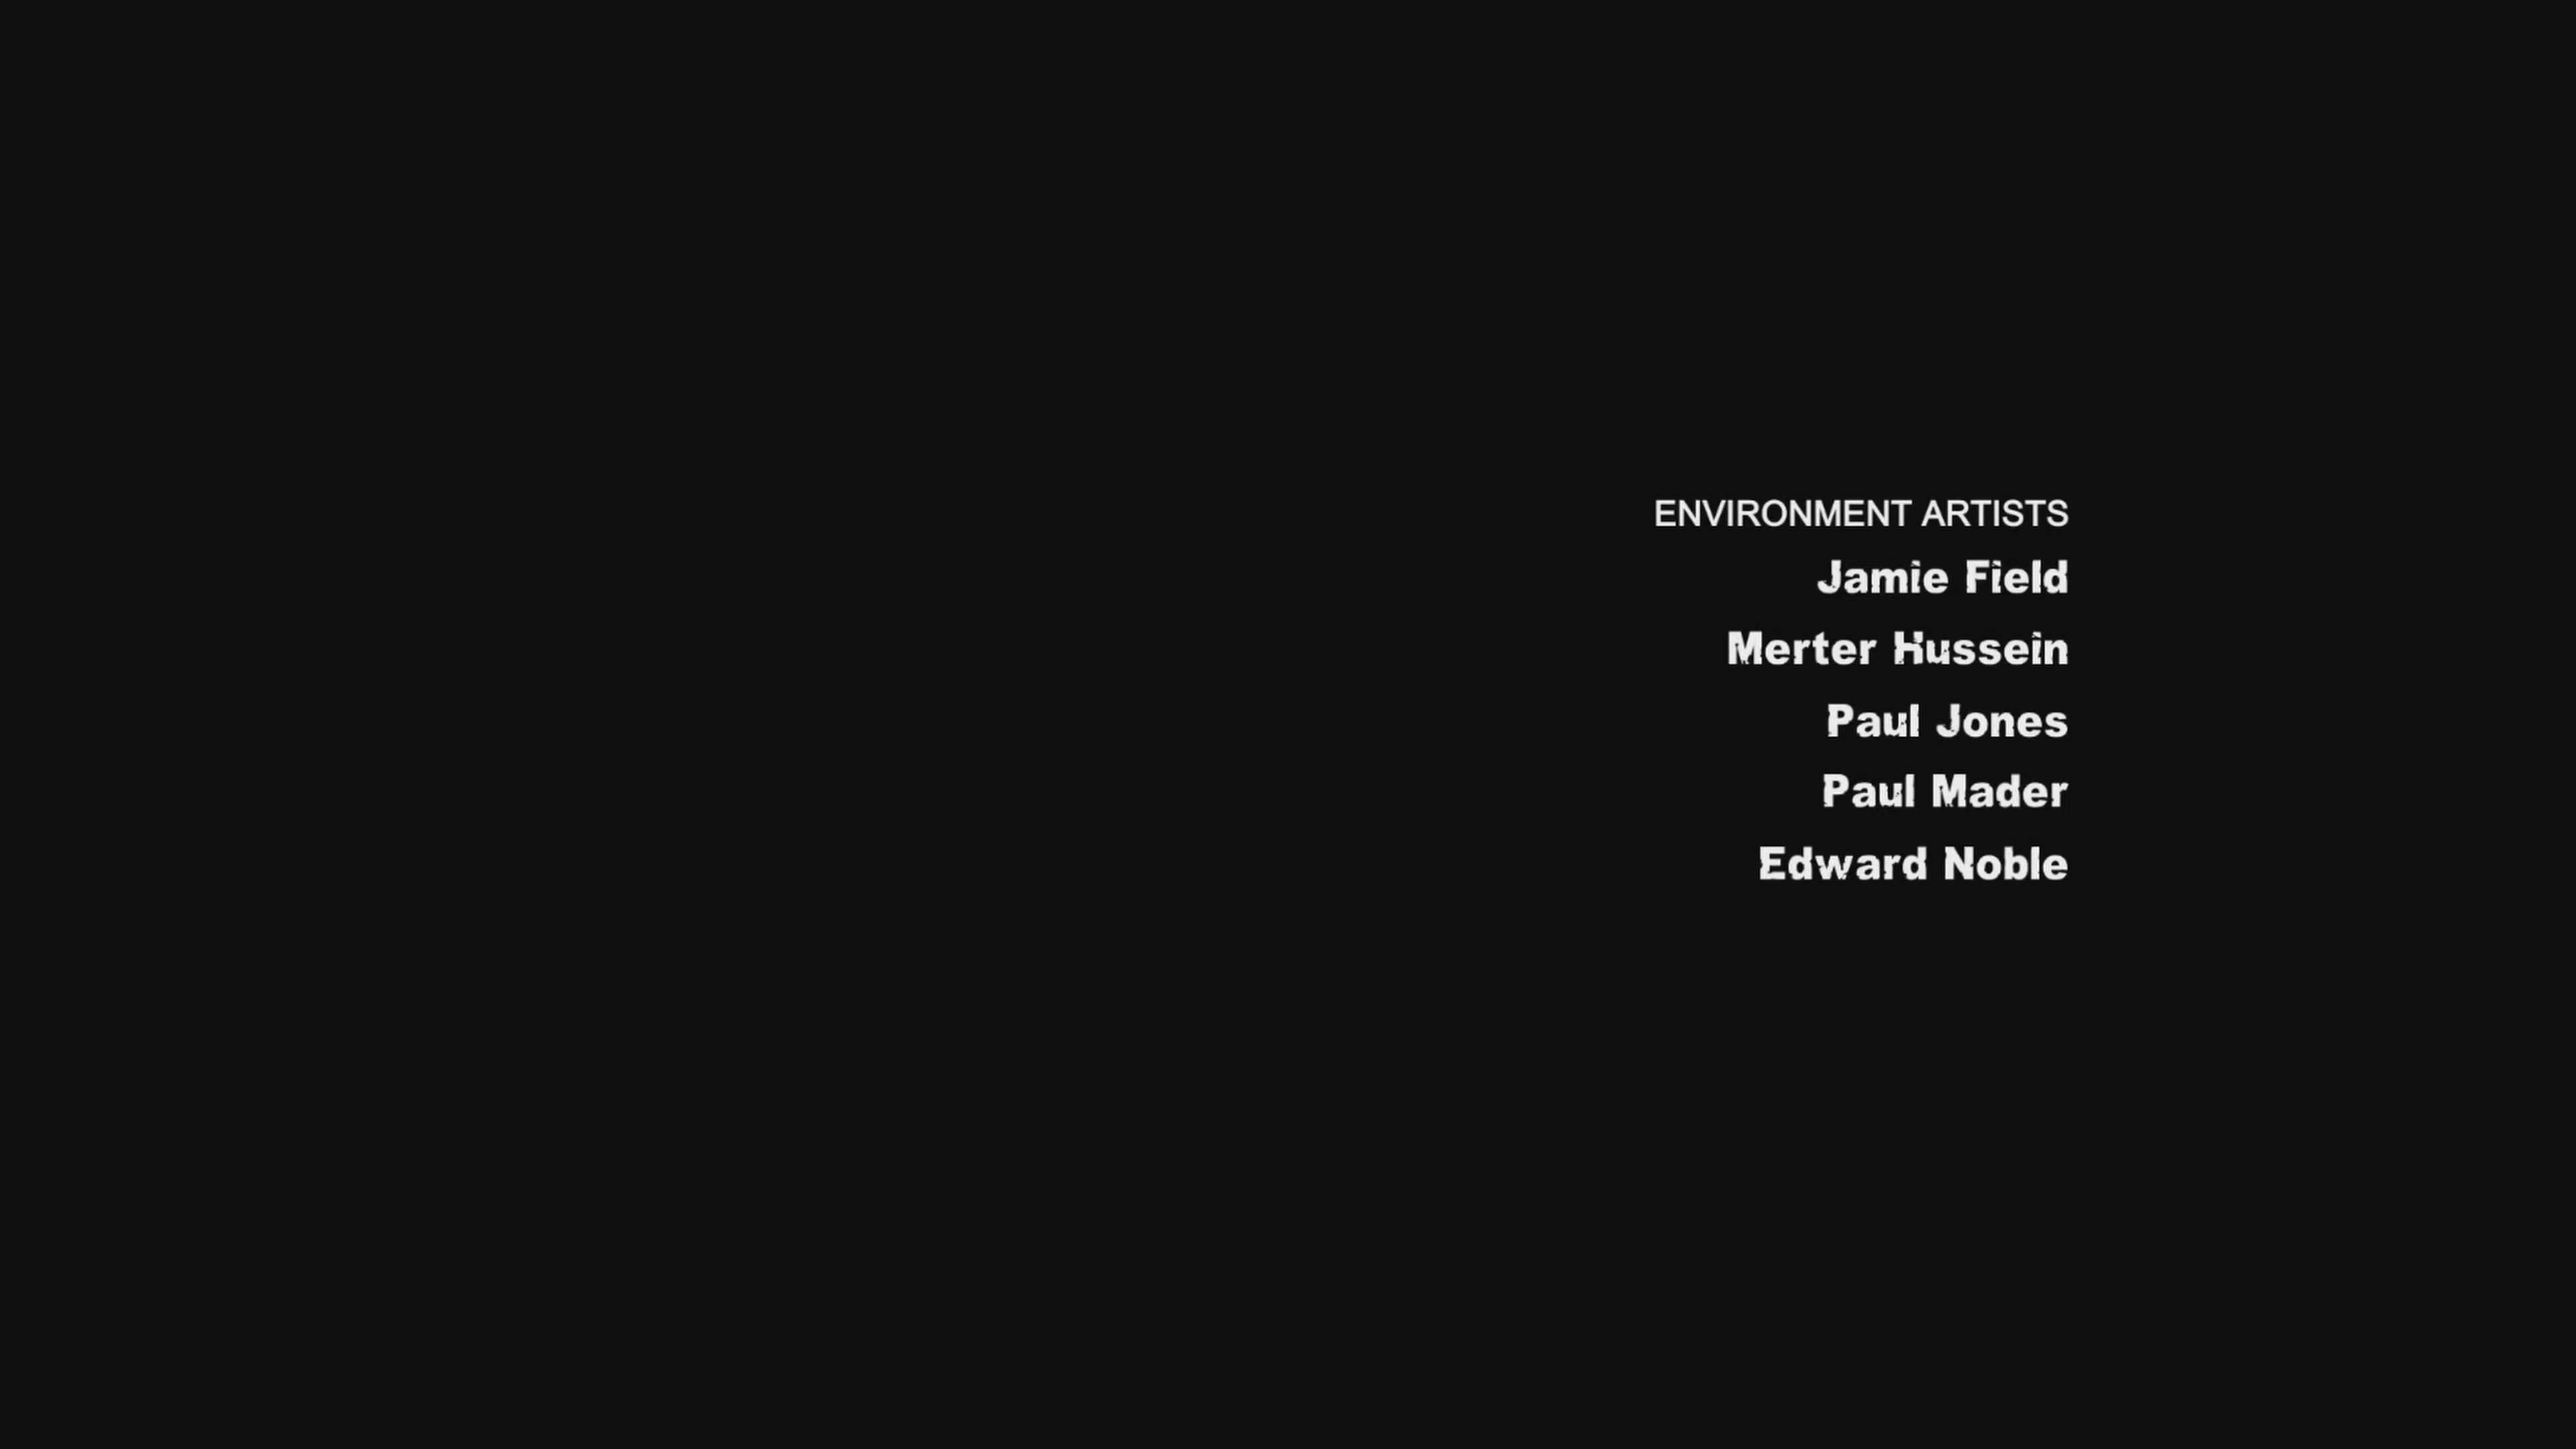 ENVIRONMENT ARTISTS
Jamie Field
Merter Hussein
Paul Jones
Paul Mader
Edward Noble